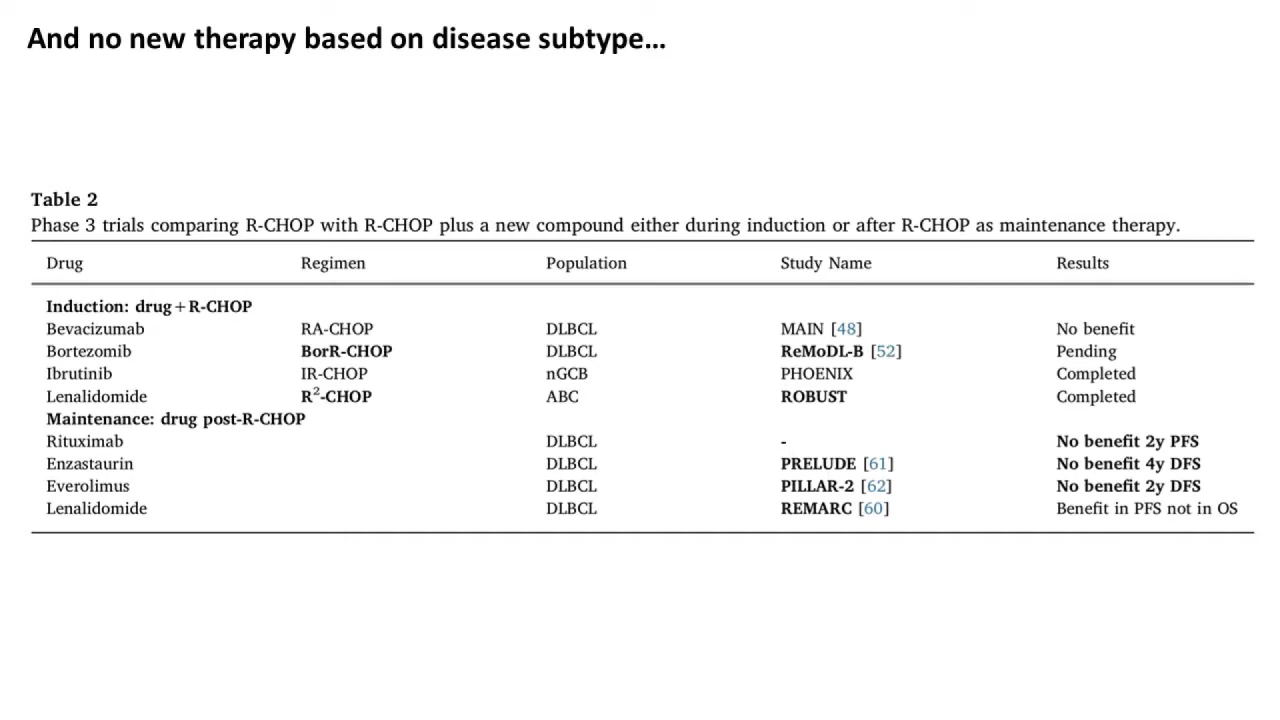 And no new therapy based on disease subtype...
Table 2
Phase 3 trials comparing R-CHOP with R-CHOP plus a new compound either during induction or after R-CHOP as maintenance therapy.
Drug Regimen Population Study Name Results
Induction: drug+R-CHOP
Bevacizumab RA-CHOP DLBCL MAIN [48] No benefit
Bortezomib BorR-CHOP DLBCL ReMoDL-B [52] Pending
Ibrutinib IR-CHOP nGCB PHOENIX Completed
Lenalidomide R²-CHOP ABC ROBUST Completed
Maintenance: drug post-R-CHOP
Rituximab DLBCL - No benefit 2y PFS
Enzastaurin DLBCL PRELUDE [61] No benefit 4y DFS
Everolimus DLBCL PILLAR-2 [62] No benefit 2y DFS
Lenalidomide DLBCL REMARC [60] Benefit in PFS not in OS